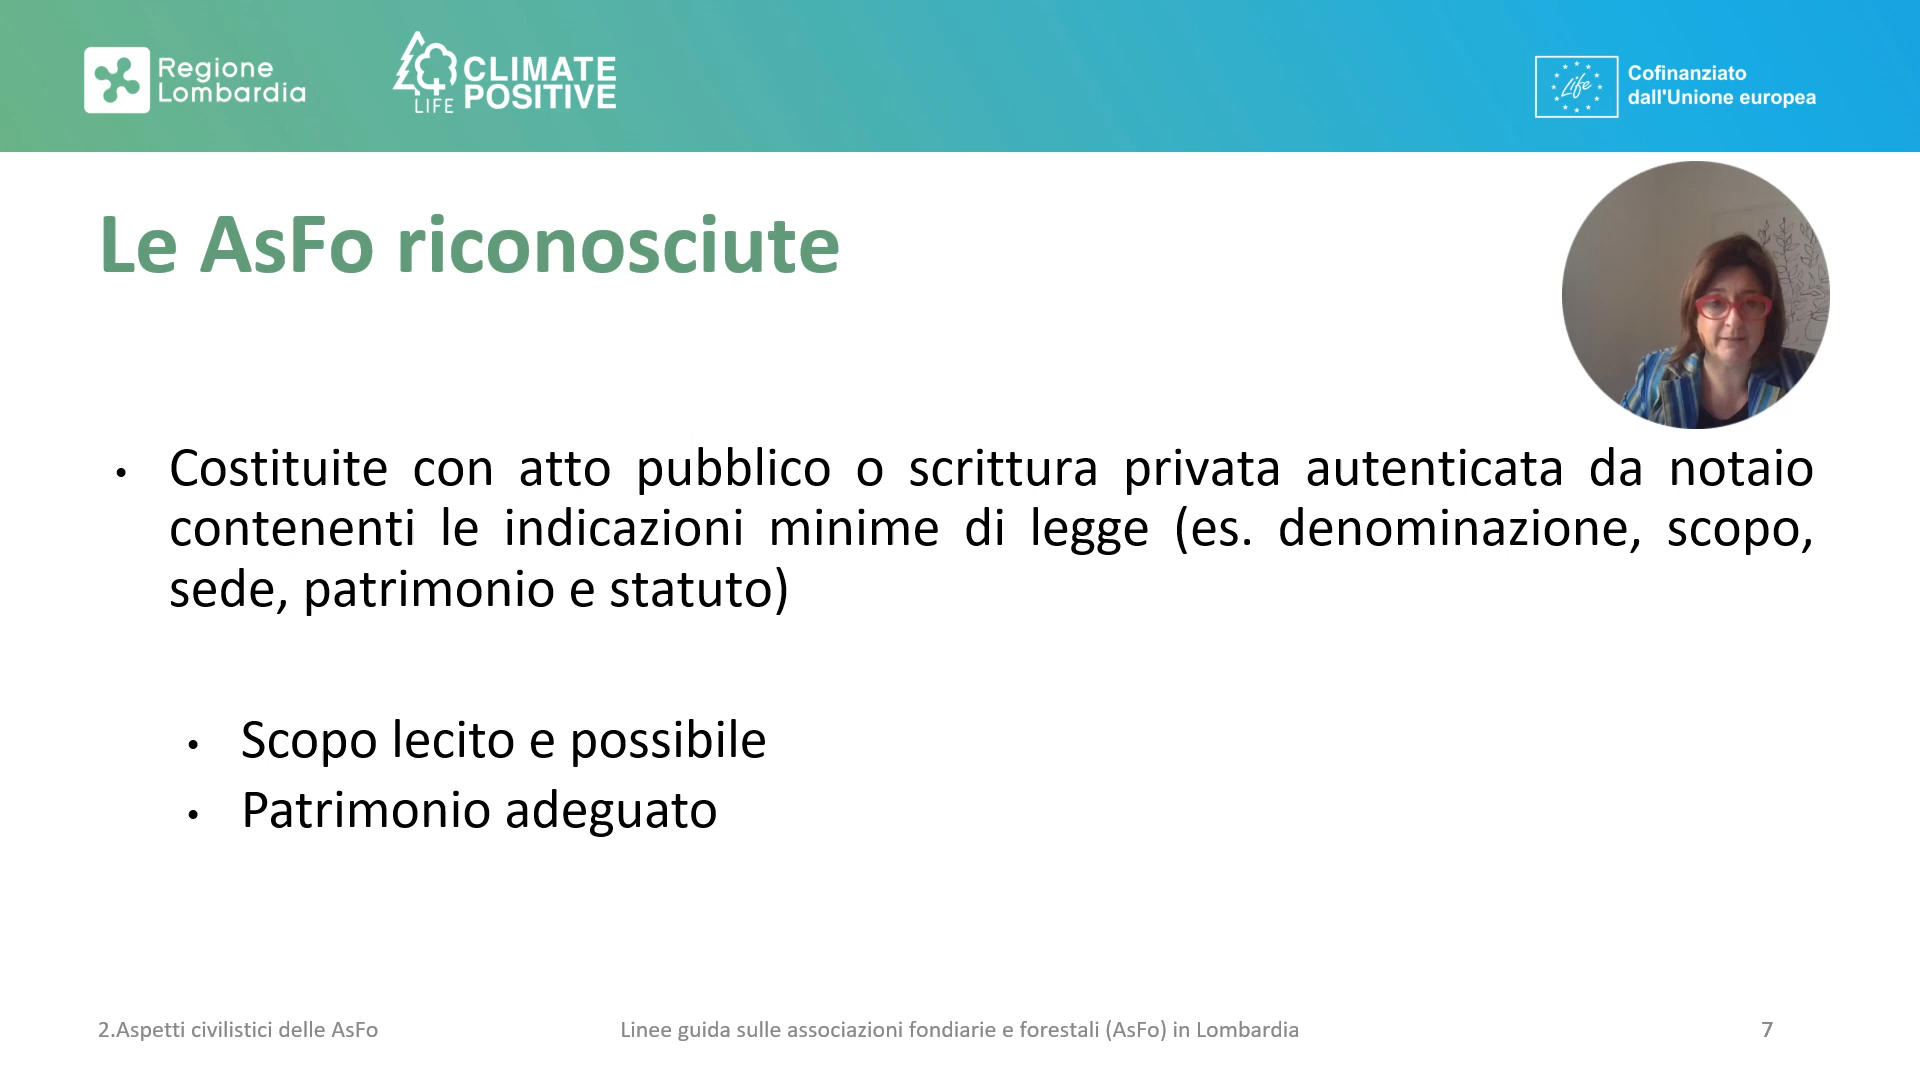 Regione
Lombardia
LIFE
CLIMATE
POSITIVE
Life
Cofinanziato
dall'Unione europea
Le AsFo riconosciute
• Costituite con atto pubblico o scrittura privata autenticata da notaio
contenenti le indicazioni minime di legge (es. denominazione, scopo,
sede, patrimonio e statuto)
• Scopo lecito e possibile
• Patrimonio adeguato
2.Aspetti civilistici delle AsFo
Linee guida sulle associazioni fondiarie e forestali (AsFo) in Lombardia
7